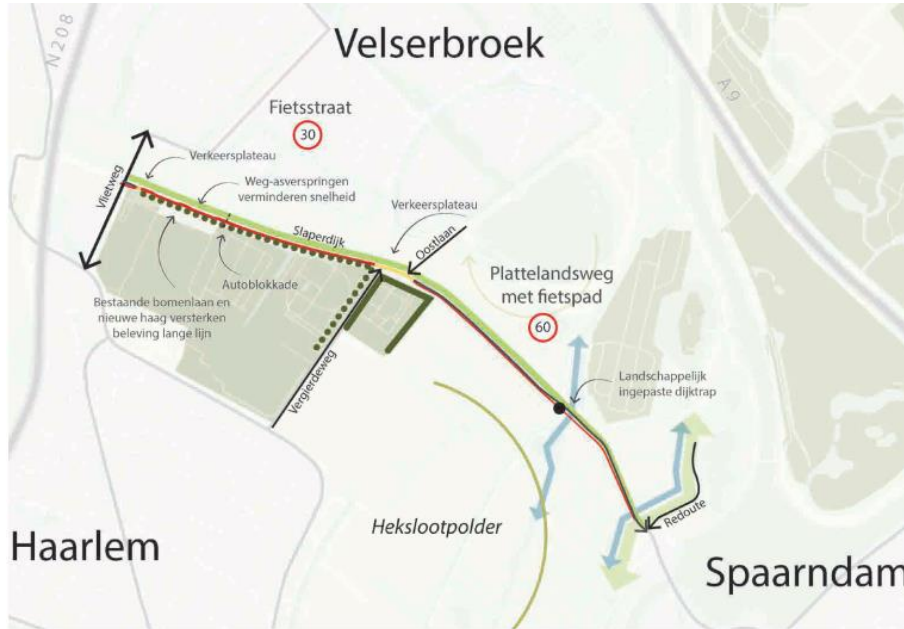 N208
Velserbroek
A9
Fietsstraat
30
Verkeersplateau
Vlietweg
Weg-asverspringen
verminderen snelheid
Verkeersplateau
Slaperdijk
Oostlaan
Autoblokkade
Plattelandsweg
met fietspad
60
Bestaande bomenlaan en
nieuwe haag versterken
beleving lange lijn
Vergierdeweg
Landschappelijk
ingepaste dijktrap
Redoute
Hekslootpolder
Haarlem
Spaarndam